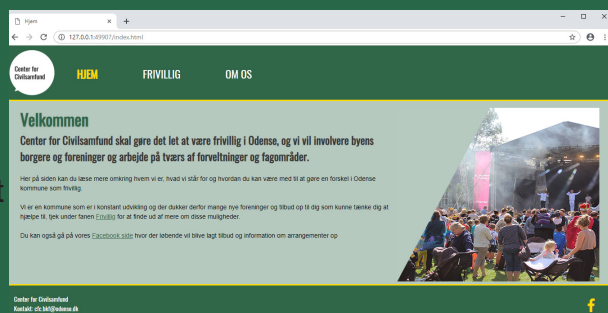 Hjem
127.0.0.1:49907/index.html
Center for
Civilsamfund
HJEM FRIVILLIG OM OS
Velkommen
Center for Civilsamfund skal gøre det let at være frivillig i Odense, og vi vil involvere byens
borgere og foreninger og arbejde på tværs af forveltninger og fagområder.
Her på siden kan du læse mere omkring hvem vi er, hvad vi står for og hvordan du kan være med til at gøre en forskel i Odense
kommune som frivillig.
Vi er en kommune som er i konstant udvikling og der dukker derfor mange nye foreninger og tilbud op til dig som kunne tænke dig at
hjælpe til, tjek under fanen Frivillig for at finde ud af mere om disse muligheder.
Du kan også gå på vores Facebook side hvor der løbende vil blive lagt tilbud og information om arrangementer op
Center for Civilsamfund
Kontakt: cfc.bkf@odense.dk